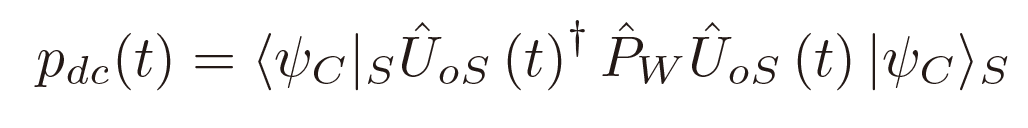 p_{dc}(t) = ⟨ψ_C|_S Û_{oS} (t)^† P̂_W Û_{oS} (t) |ψ_C⟩_S